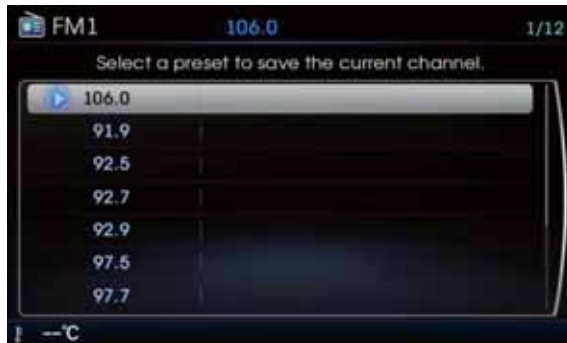 FM1 106.0 1/12
Select a preset to save the current channel.
106.0
91.9
92.5
92.7
92.9
97.5
97.7
--°C